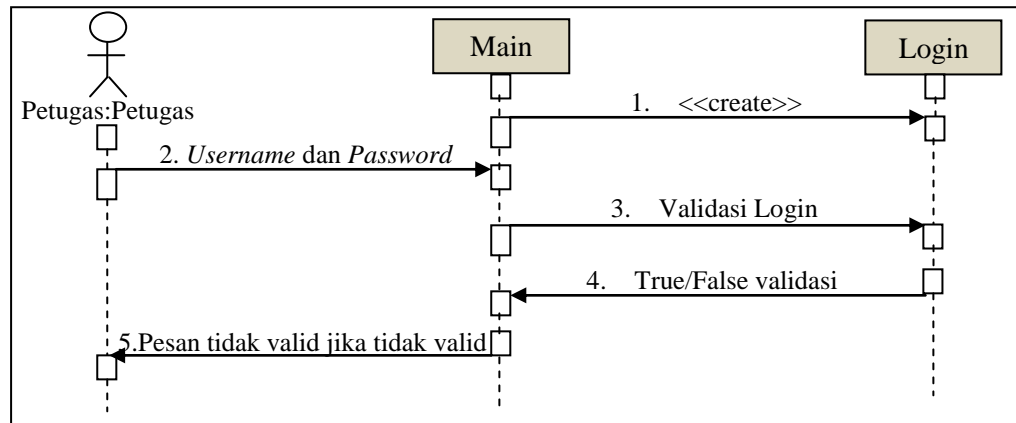 Main
Login
Petugas:Petugas
1. <<create>>
2. Username dan Password
3. Validasi Login
4. True/False validasi
5.Pesan tidak valid jika tidak valid